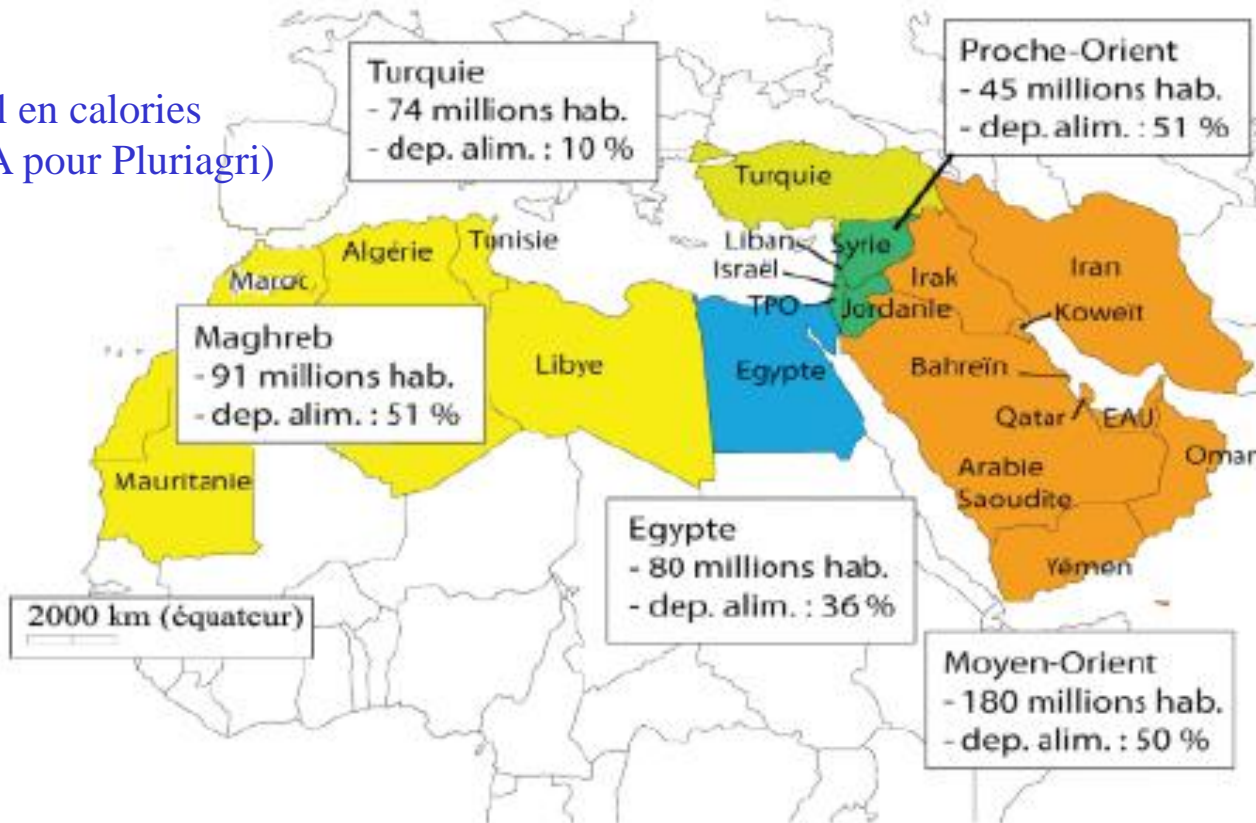 en calories
pour Pluriagri)
Turquie
- 74 millions hab.
- dep. alim. : 10 %
Proche-Orient
- 45 millions hab.
- dep. alim. : 51 %
Turquie
Tunisie
Algérie
Maroc
Liban
Syrie
Israël
TPO
Jordanie
Irak
Iran
Koweït
Maghreb
- 91 millions hab.
- dep. alim. : 51 %
Libye
Egypte
Bahreïn
Qatar
EAU
Oman
Arabie
Saoudite
Mauritanie
Yémen
Egypte
- 80 millions hab.
- dep. alim. : 36 %
2000 km (équateur)
Moyen-Orient
- 180 millions hab.
- dep. alim. : 50 %